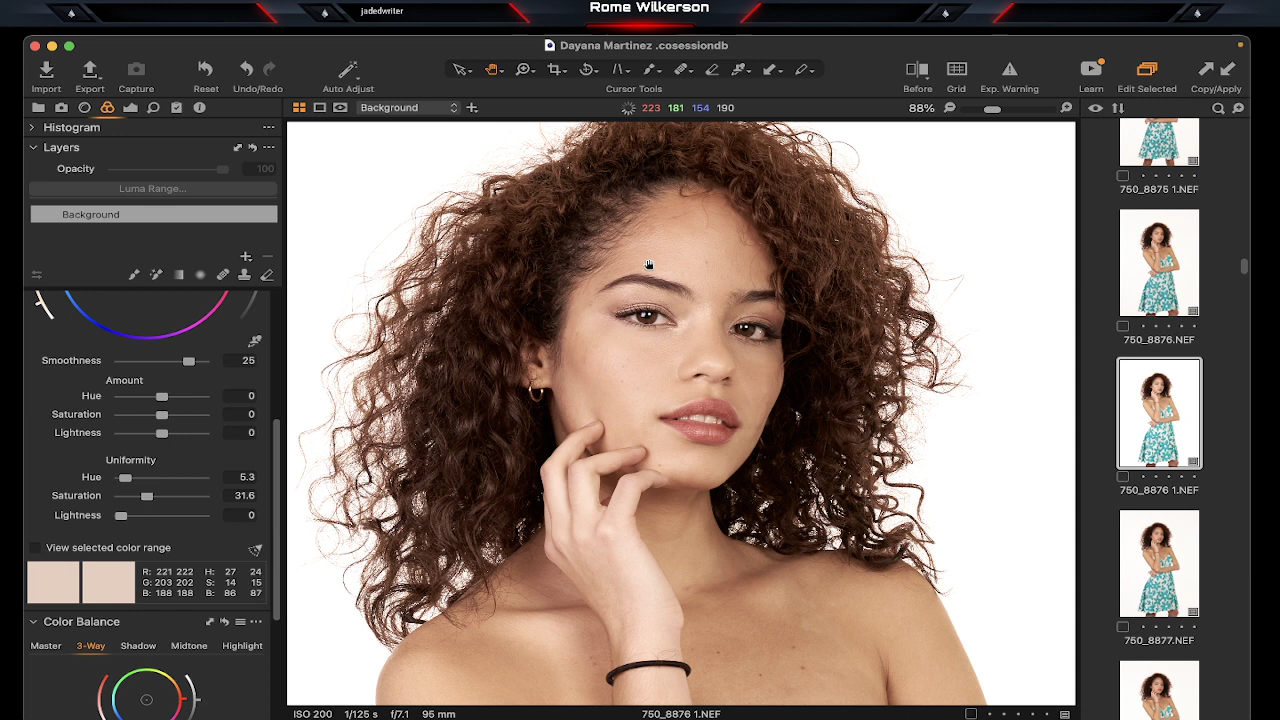 jadedwriter
Rome Wilkerson
Dayana Martinez .cosessiondb
Import
Export
Capture
Reset
Undo/Redo
Auto Adjust
Cursor Tools
Before
Grid
Exp. Warning
Learn
Edit Selected
Copy/Apply
Background
223 181 154 190
88%
Histogram
Layers
Opacity 100
Luma Range...
Background
Smoothness 25
Amount
Hue 0
Saturation 0
Lightness 0
Uniformity
Hue 5.3
Saturation 31.6
Lightness 0
View selected color range
R: 221 222 H: 27 24
G: 203 202 S: 14 15
B: 188 188 B: 86 87
Color Balance
Master 3-Way Shadow Midtone Highlight
ISO 200 1/125 s f/7.1 95 mm
750_8876 1.NEF
750_8875 1.NEF
750_8876.NEF
750_8876 1.NEF
750_8877.NEF